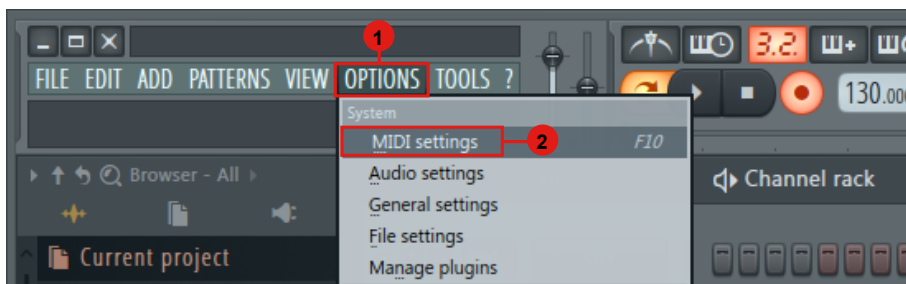 1
3.2.
FILE EDIT ADD PATTERNS VIEW OPTIONS TOOLS ?
130.000
System
MIDI settings 2 F10
Browser - All
Audio settings
Channel rack
General settings
File settings
Current project
Manage plugins